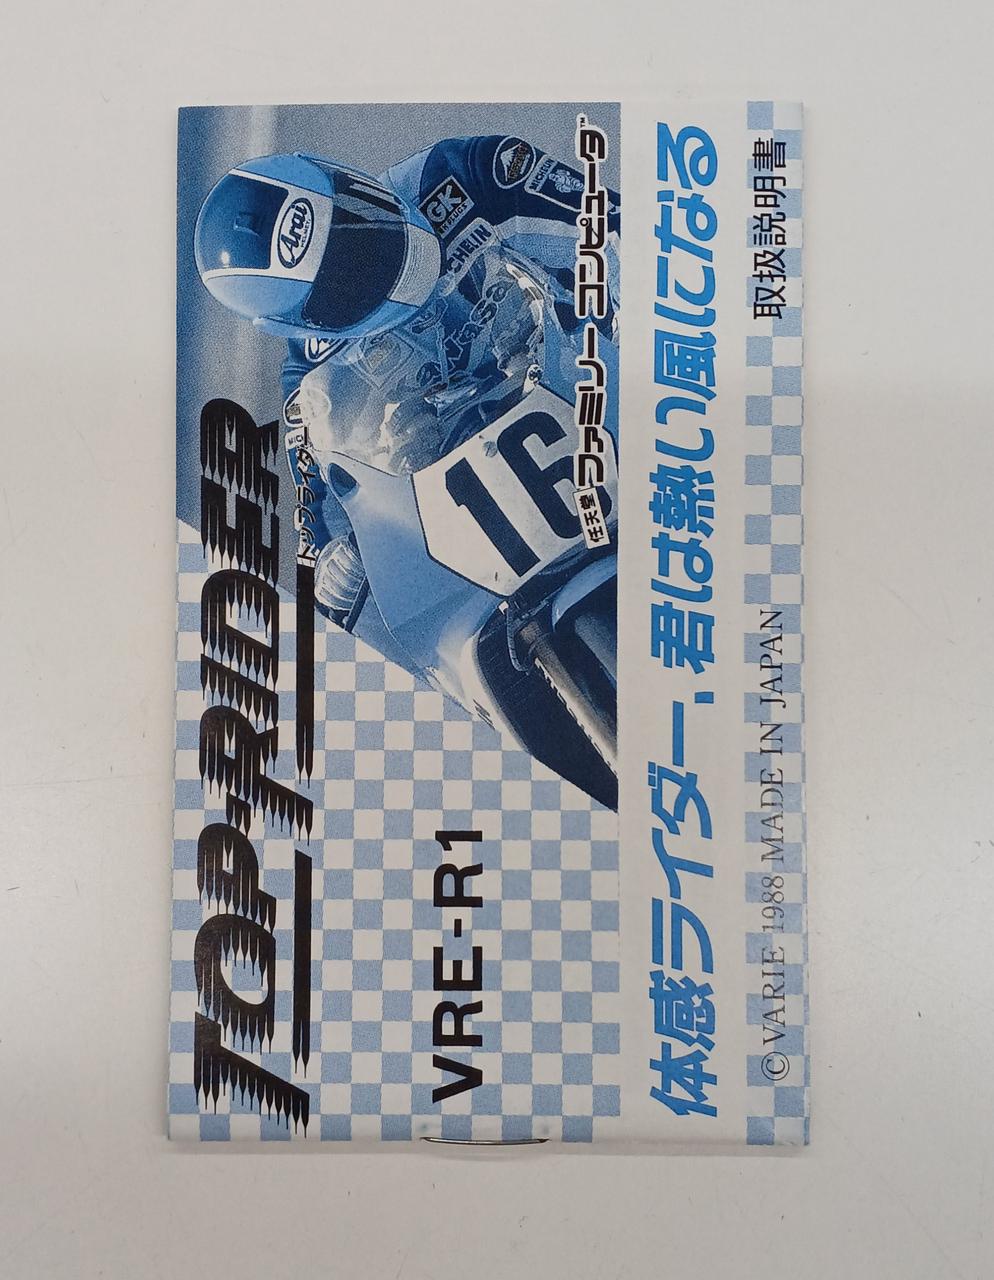 TOP-RIDER
トップライダー
Arai
GK
MICHELIN
CHELIN
16
任天堂 ファミリー コンピュータ™
VRE-R1
体感ライダー、君は熱い風になる
取扱説明書
©VARIE 1988 MADE IN JAPAN